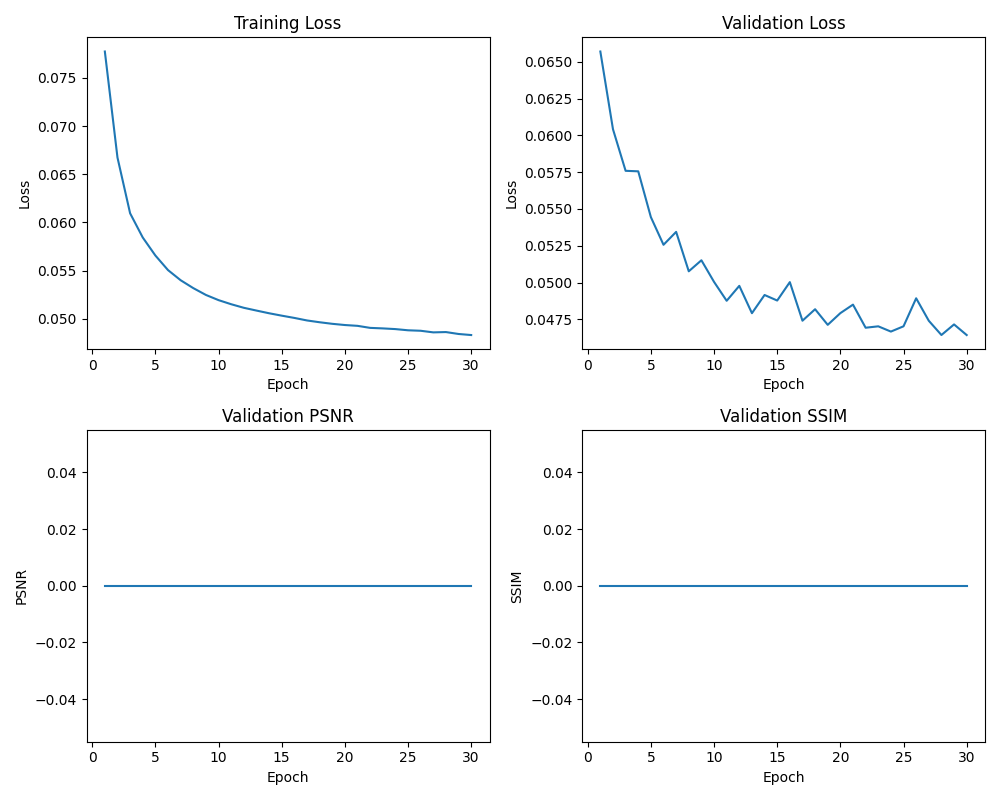 Training Loss
0.075
0.070
0.065
0.060
0.055
0.050
Loss
0 5 10 15 20 25 30
Epoch
Validation Loss
0.0650
0.0625
0.0600
0.0575
0.0550
0.0525
0.0500
0.0475
Loss
0 5 10 15 20 25 30
Epoch
Validation PSNR
0.04
0.02
0.00
−0.02
−0.04
PSNR
0 5 10 15 20 25 30
Epoch
Validation SSIM
0.04
0.02
0.00
−0.02
−0.04
SSIM
0 5 10 15 20 25 30
Epoch